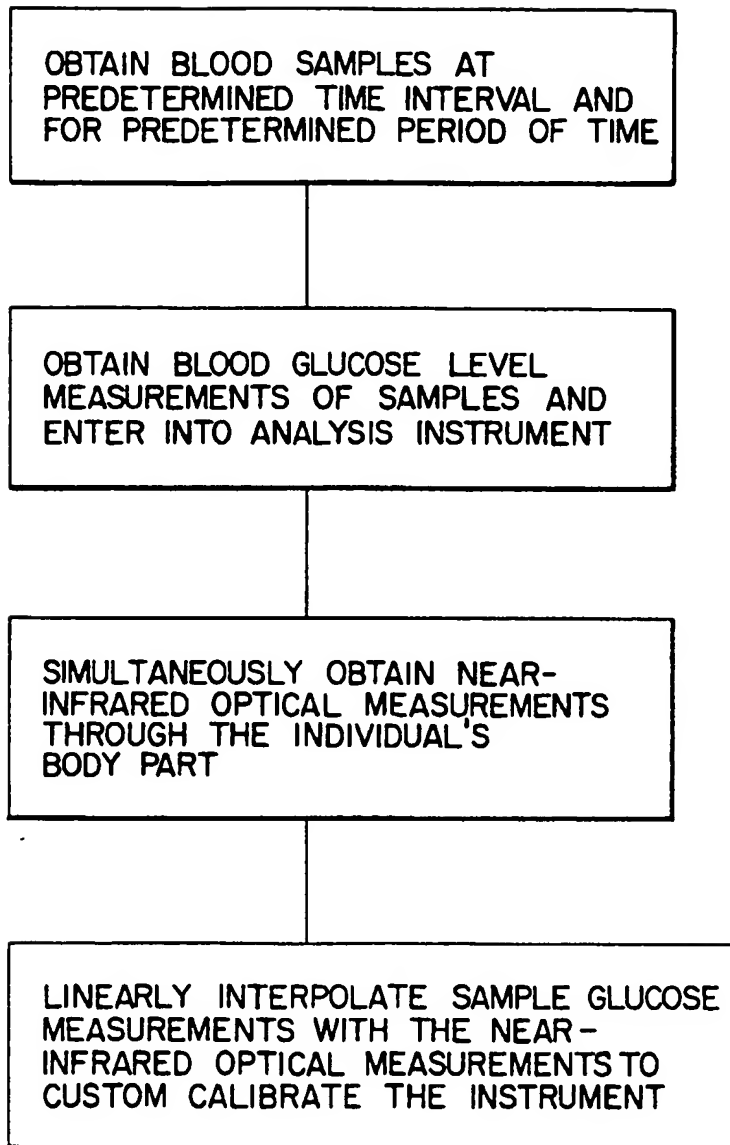 OBTAIN BLOOD SAMPLES AT
PREDETERMINED TIME INTERVAL AND
FOR PREDETERMINED PERIOD OF TIME
OBTAIN BLOOD GLUCOSE LEVEL
MEASUREMENTS OF SAMPLES AND
ENTER INTO ANALYSIS INSTRUMENT
SIMULTANEOUSLY OBTAIN NEAR-
INFRARED OPTICAL MEASUREMENTS
THROUGH THE INDIVIDUAL'S
BODY PART
LINEARLY INTERPOLATE SAMPLE GLUCOSE
MEASUREMENTS WITH THE NEAR-
INFRARED OPTICAL MEASUREMENTS TO
CUSTOM CALIBRATE THE INSTRUMENT